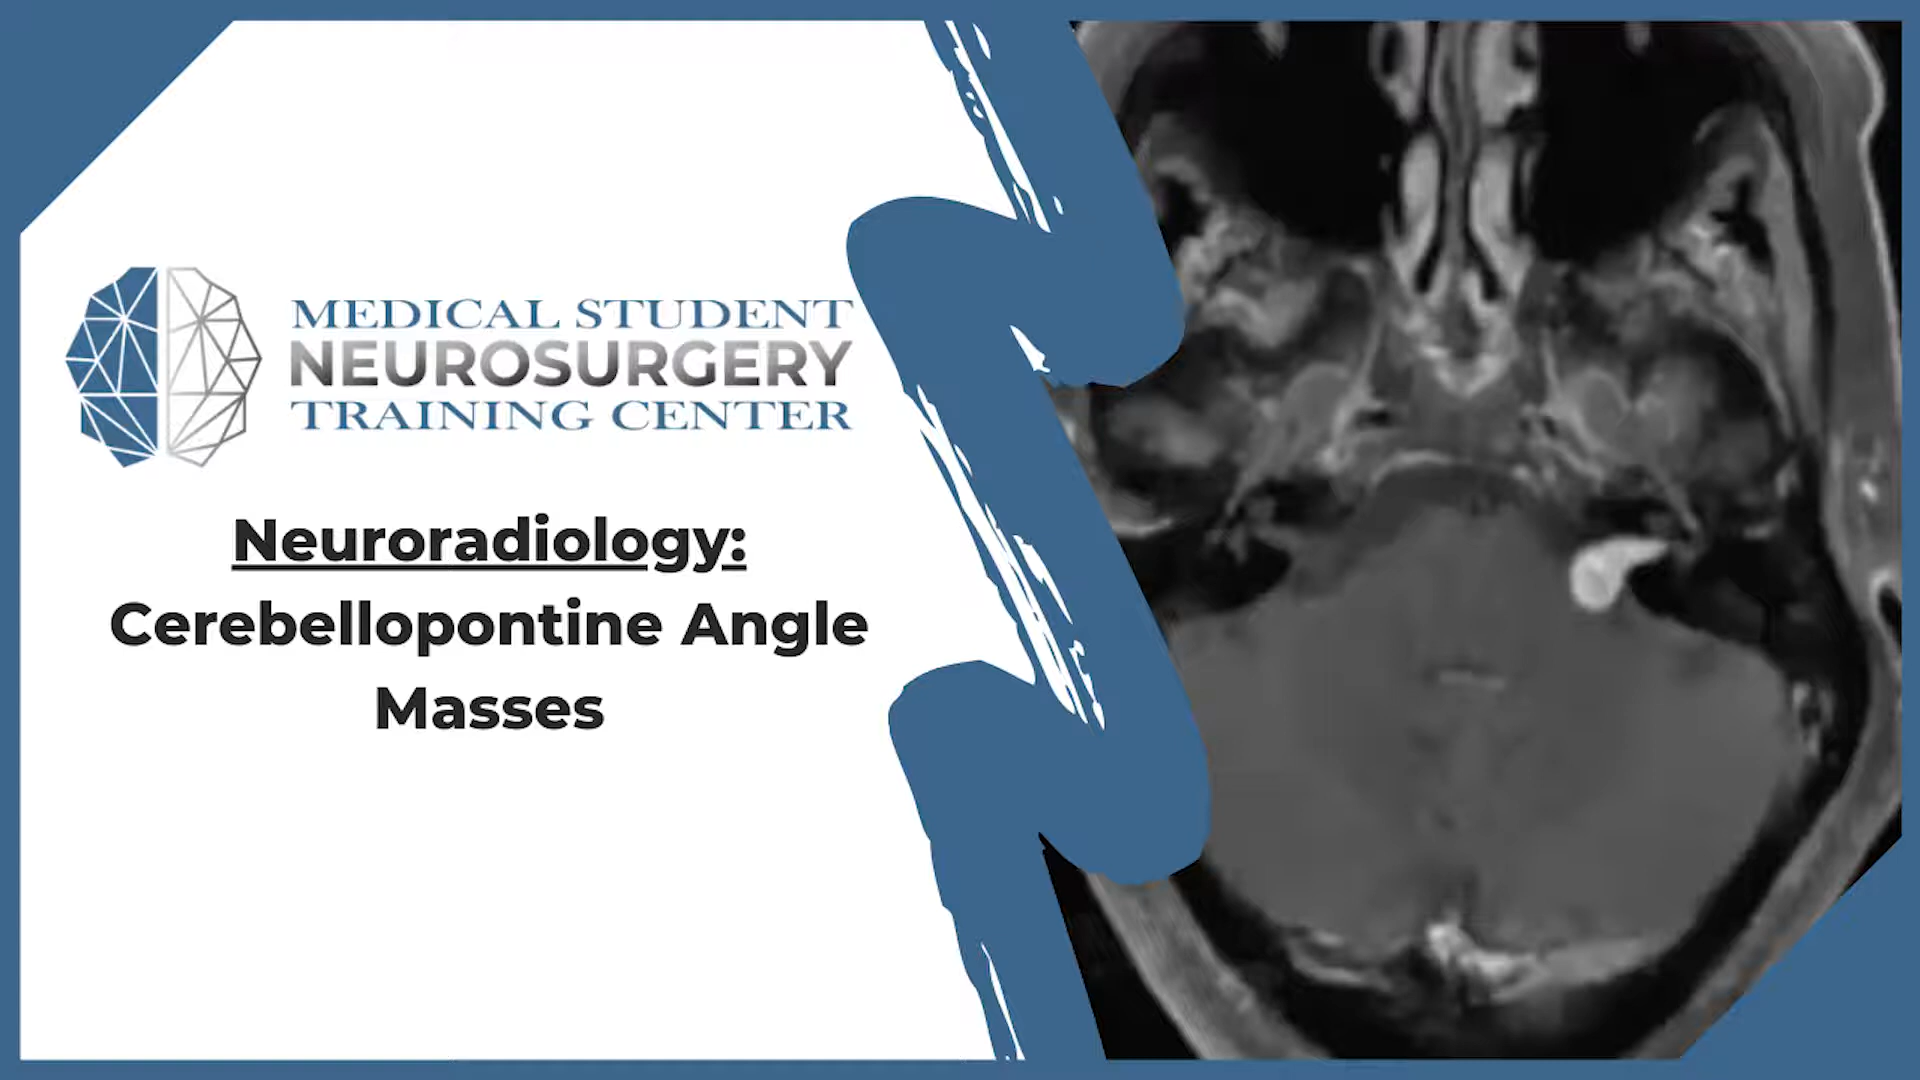 MEDICAL STUDENT
NEUROSURGERY
TRAINING CENTER
Neuroradiology:
Cerebellopontine Angle
Masses